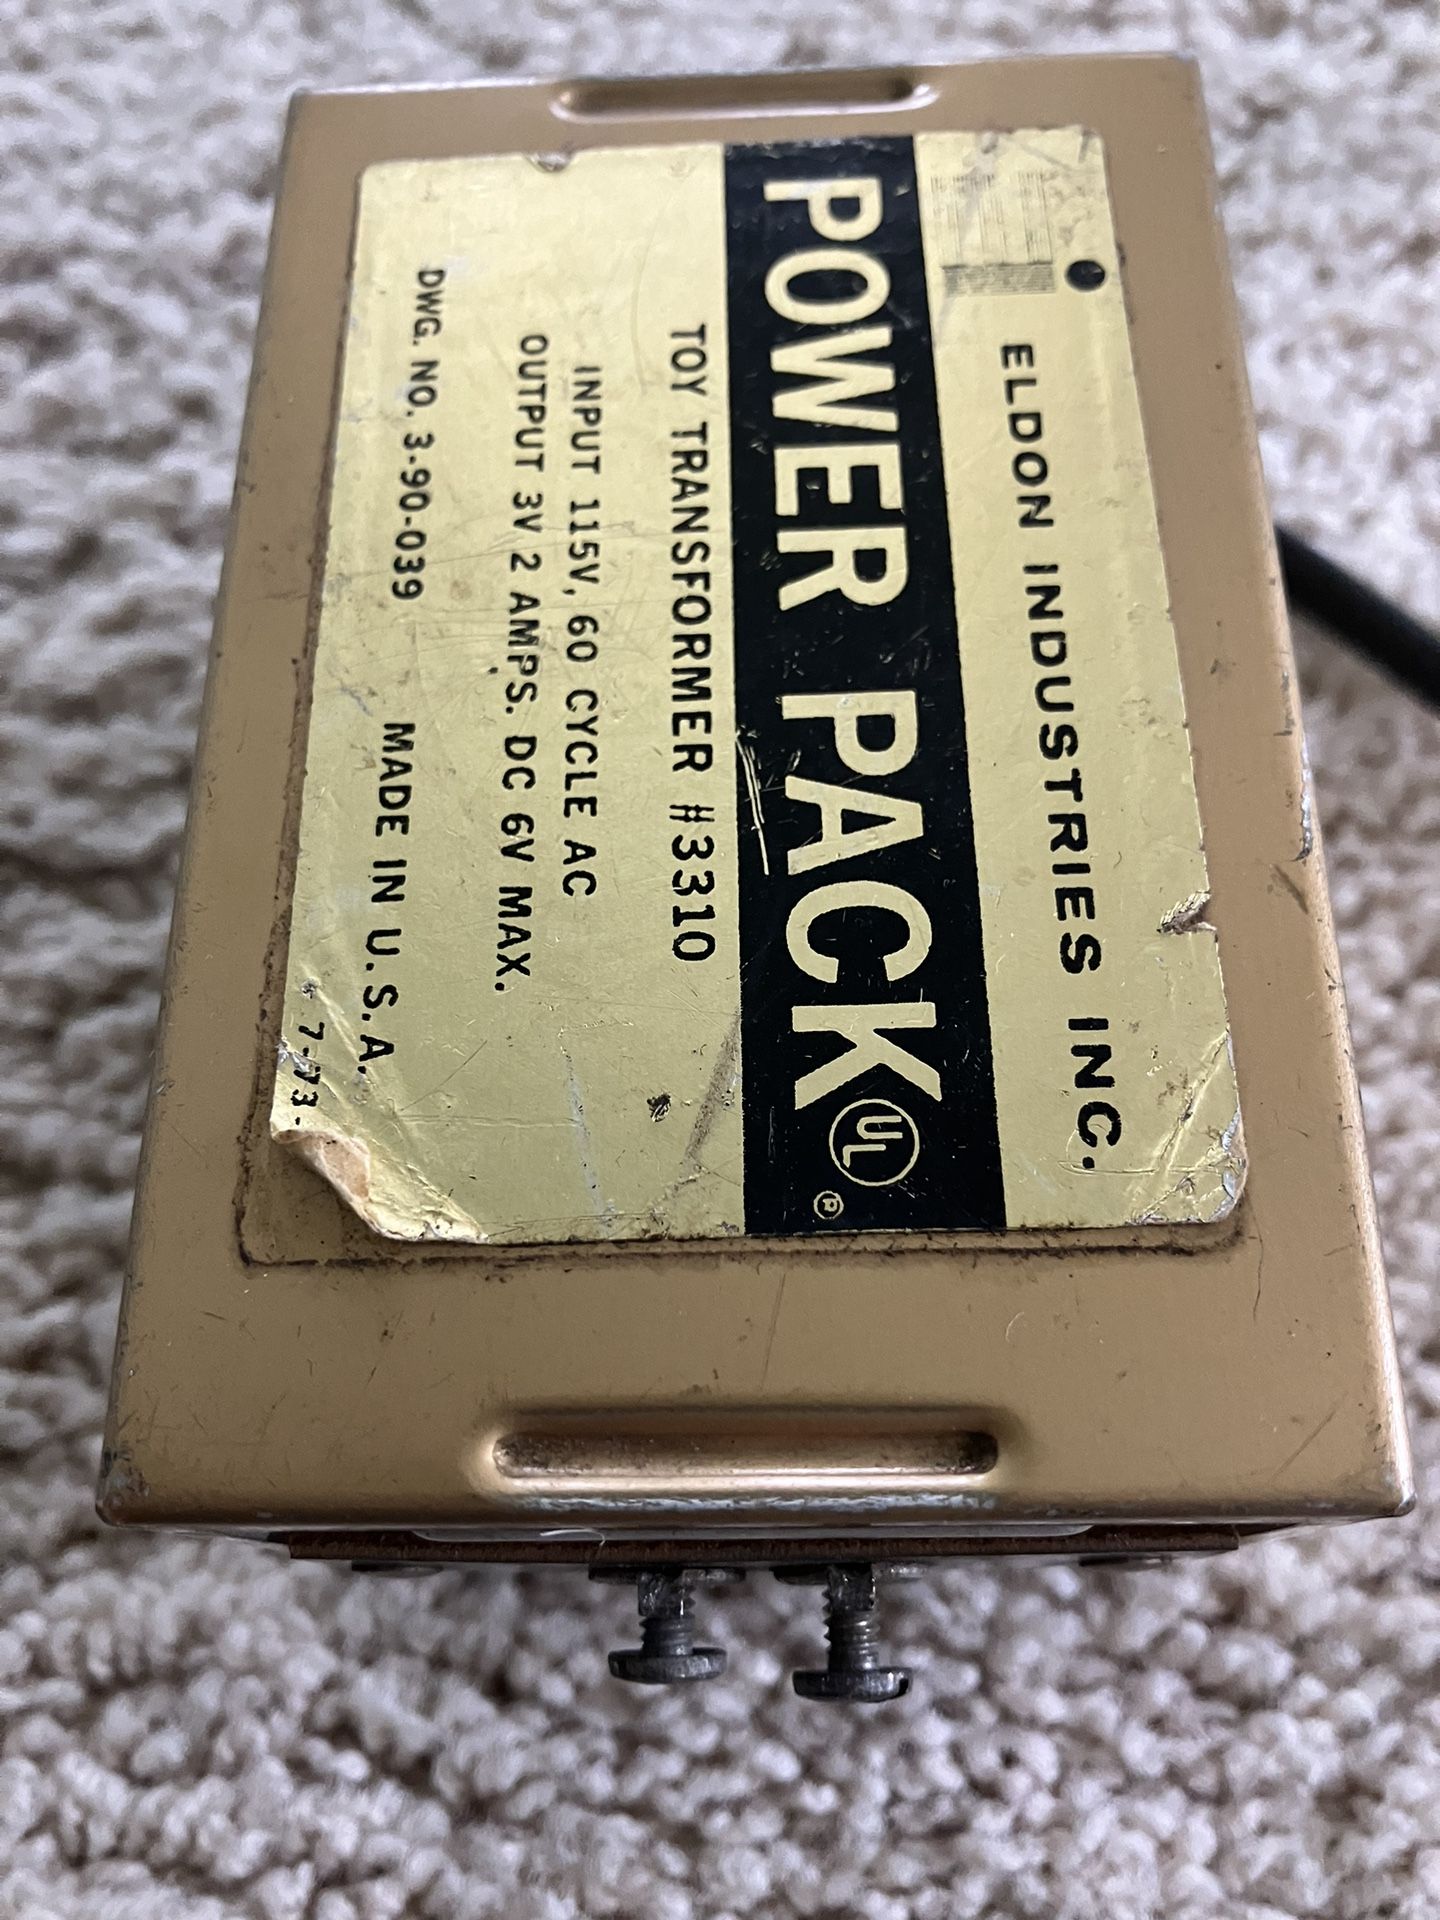 ELDON INDUSTRIES INC.
POWER PACK UL ®
TOY TRANSFORMER #3310
INPUT 115V, 60 CYCLE AC
OUTPUT 3V 2 AMPS. DC 6V MAX.
DWG. NO. 3-90-039 MADE IN U.S.A.